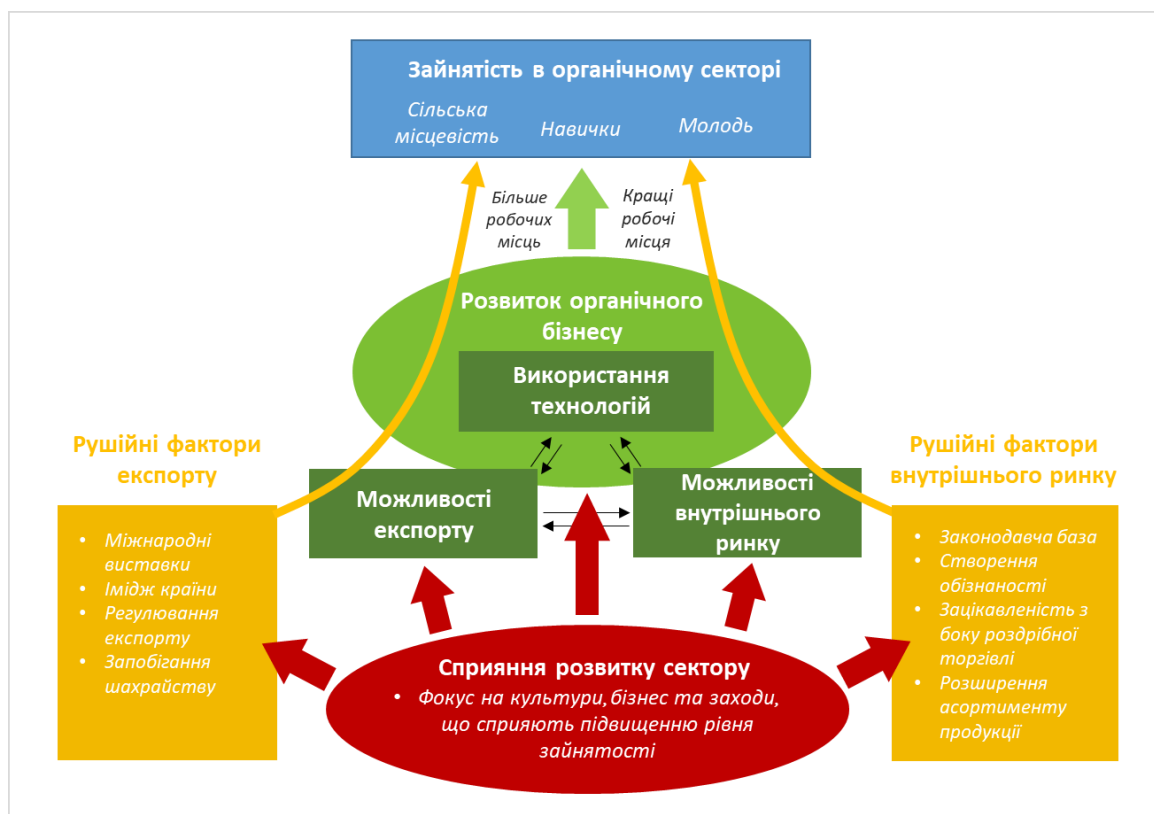 Зайнятість в органічному секторі
Сільська
місцевість
Навички
Молодь
Більше
робочих
місць
Кращі
робочі
місця
Розвиток органічного
бізнесу
Використання
технологій
Рушійні фактори
експорту
Рушійні фактори
внутрішнього ринку
Можливості
експорту
Можливості
внутрішнього
ринку
• Міжнародні
виставки
• Імідж країни
• Регулювання
експорту
• Запобігання
шахрайству
• Законодавча база
• Створення
обізнаності
• Зацікавленість з
боку роздрібної
торгівлі
• Розширення
асортименту
продукції
Сприяння розвитку сектору
• Фокус на культури, бізнес та заходи,
що сприяють підвищенню рівня
зайнятості